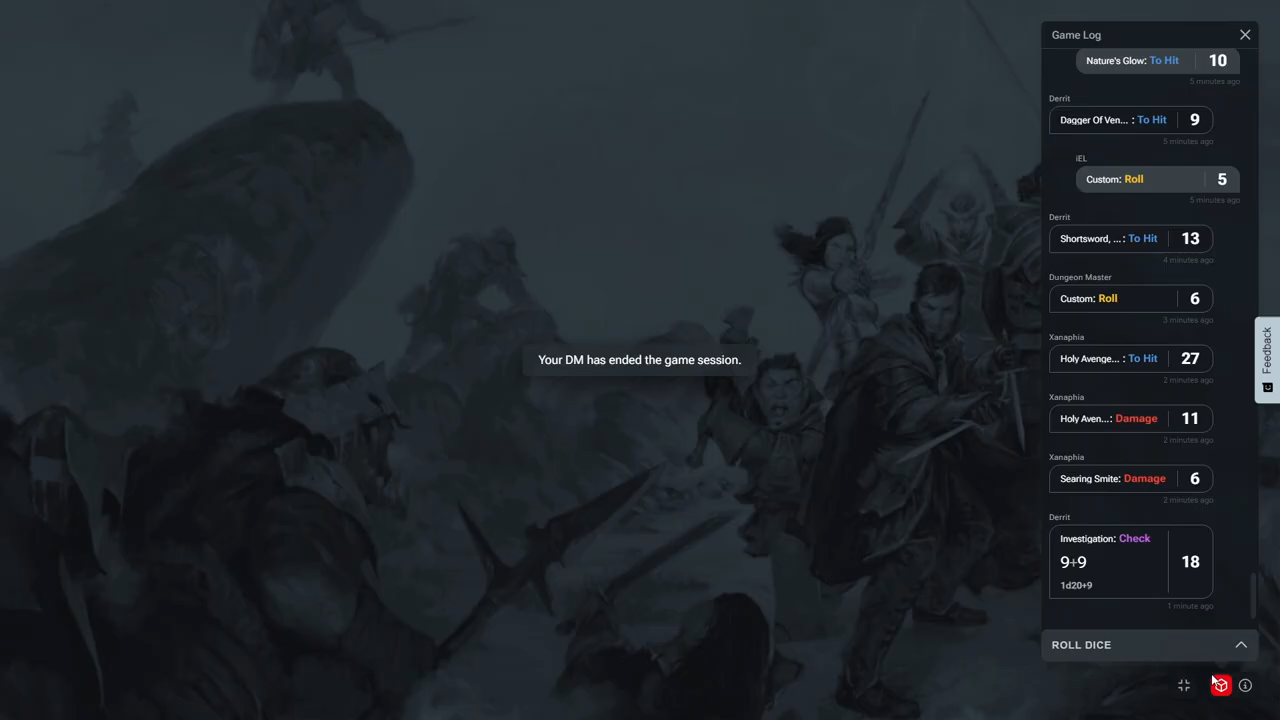 Game Log
Nature's Glow: To Hit 10
5 minutes ago
Derrit
Dagger Of Ven... : To Hit 9
5 minutes ago
iEL
Custom: Roll 5
5 minutes ago
Derrit
Shortsword, ... : To Hit 13
4 minutes ago
Dungeon Master
Custom: Roll 6
3 minutes ago
Xanaphia
Holy Avenge... : To Hit 27
2 minutes ago
Xanaphia
Holy Aven...: Damage 11
2 minutes ago
Xanaphia
Searing Smite: Damage 6
2 minutes ago
Derrit
Investigation: Check
9+9 18
1d20+9
1 minute ago
ROLL DICE
Your DM has ended the game session.
Feedback